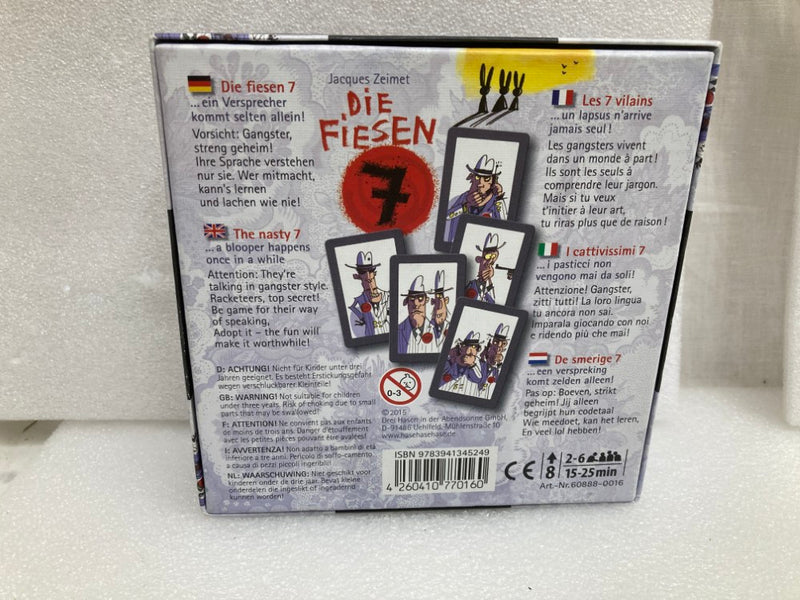 Jacques Zeimet
DIE
FIESEN
7
Die fiesen 7
...ein Versprecher
kommt selten allein!
Vorsicht: Gangster,
streng geheim!
Ihre Sprache verstehen
nur sie. Wer mitmacht,
kann's lernen
und lachen wie nie!
The nasty 7
...a blooper happens
once in a while
Attention: They're
talking in gangster style.
Racketeers, top secret!
Be game for their way
of speaking,
Adopt it – the fun will
make it worthwhile!
Les 7 vilains
... un lapsus n'arrive
jamais seul !
Les gangsters vivent
dans un monde à part !
Ils sont les seuls à
comprendre leur jargon.
Mais si tu veux
t'initier à leur art,
tu riras plus que de raison !
I cattivissimi 7
... i pasticci non
vengono mai da soli!
Attenzione! Gangster,
zitti tutti! La loro lingua
tu ancora non sai.
Imparala giocando con noi
e ridendo più che mai!
De smerige 7
...een verspreking
komt zelden alleen!
Pas op: Boeven, strikt
geheim! Jij alleen
begrijpt hun codetaal!
Wie meedoet, kan het leren,
En veel lol hebben!
D: ACHTUNG! Nicht für Kinder unter drei
Jahren geeignet. Es besteht Erstickungsgefahr
wegen verschluckbarer Kleinteile!
GB: WARNING! Not suitable for children
under three years. Risk of choking due to small
parts that may be swallowed!
F: ATTENTION! Ne convient pas aux enfants
de moins de trois ans. Danger d'étouffement
avec les petites pièces pouvant être avalées!
I: AVVERTENZA! Non adatto a bambini di età
inferiore a tre anni. Pericolo di soffo-camento
a causa di pezzi piccoli ingeribili!
NL: WAARSCHUWING! Nier geschikt voor
kinderen onder de drie jaar. Bevat kleine
onderdelen die ingeslikt of ingeademd
kunnen worden!
0-3
© 2015
Drei Hasen in der Abendsonne GmbH,
D-91486 Uehlfeld, Mühlenstraße 10
www.hasehasehase.de
ISBN 9783941345249
4 260410 770160
CE
8
2-6
15-25 min
Art.-Nr. 60888-0016